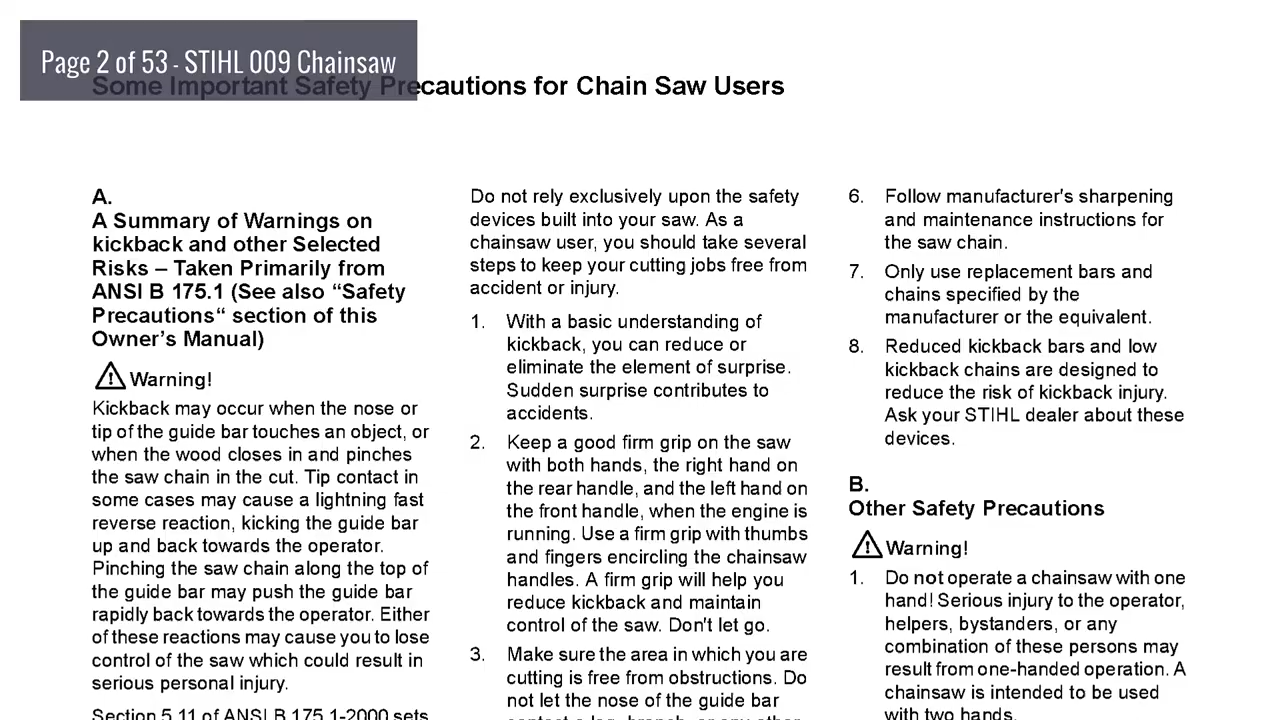 Page 2 of 53 - STIHL 009 Chainsaw
Some Important Safety Precautions for Chain Saw Users
A.
A Summary of Warnings on
kickback and other Selected
Risks – Taken Primarily from
ANSI B 175.1 (See also “Safety
Precautions“ section of this
Owner’s Manual)
Warning!
Kickback may occur when the nose or
tip of the guide bar touches an object, or
when the wood closes in and pinches
the saw chain in the cut. Tip contact in
some cases may cause a lightning fast
reverse reaction, kicking the guide bar
up and back towards the operator.
Pinching the saw chain along the top of
the guide bar may push the guide bar
rapidly back towards the operator. Either
of these reactions may cause you to lose
control of the saw which could result in
serious personal injury.
Section 5.11 of ANSI B 175.1-2000 sets
Do not rely exclusively upon the safety
devices built into your saw. As a
chainsaw user, you should take several
steps to keep your cutting jobs free from
accident or injury.
1. With a basic understanding of
kickback, you can reduce or
eliminate the element of surprise.
Sudden surprise contributes to
accidents.
2. Keep a good firm grip on the saw
with both hands, the right hand on
the rear handle, and the left hand on
the front handle, when the engine is
running. Use a firm grip with thumbs
and fingers encircling the chainsaw
handles. A firm grip will help you
reduce kickback and maintain
control of the saw. Don't let go.
3. Make sure the area in which you are
cutting is free from obstructions. Do
not let the nose of the guide bar
contact a log, branch, or any other
6. Follow manufacturer's sharpening
and maintenance instructions for
the saw chain.
7. Only use replacement bars and
chains specified by the
manufacturer or the equivalent.
8. Reduced kickback bars and low
kickback chains are designed to
reduce the risk of kickback injury.
Ask your STIHL dealer about these
devices.
B.
Other Safety Precautions
Warning!
1. Do not operate a chainsaw with one
hand! Serious injury to the operator,
helpers, bystanders, or any
combination of these persons may
result from one-handed operation. A
chainsaw is intended to be used
with two hands.